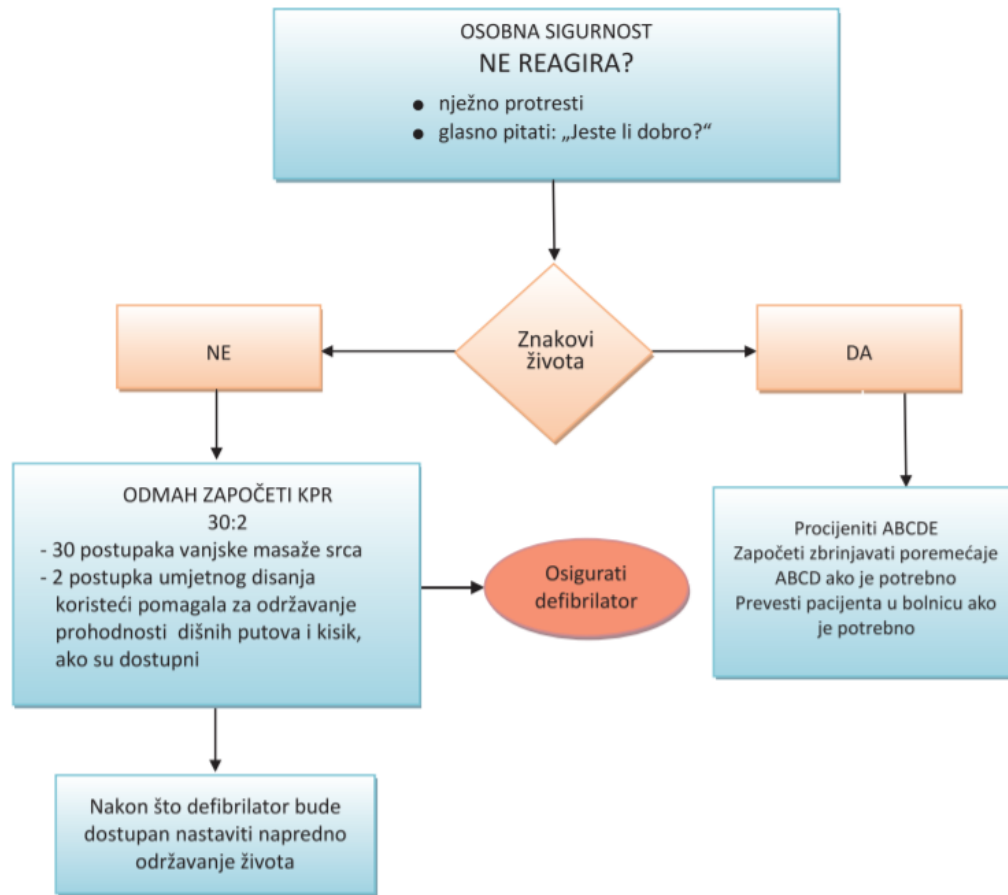 OSOBNA SIGURNOST
NE REAGIRA?
● nježno protresti
● glasno pitati: „Jeste li dobro?“
Znakovi
života
NE
DA
ODMAH ZAPOČETI KPR
30:2
- 30 postupaka vanjske masaže srca
- 2 postupka umjetnog disanja
koristeći pomagala za održavanje
prohodnosti dišnih putova i kisik,
ako su dostupni
Osigurati
defibrilator
Procijeniti ABCDE
Započeti zbrinjavati poremećaje
ABCD ako je potrebno
Prevesti pacijenta u bolnicu ako
je potrebno
Nakon što defibrilator bude
dostupan nastaviti napredno
održavanje života